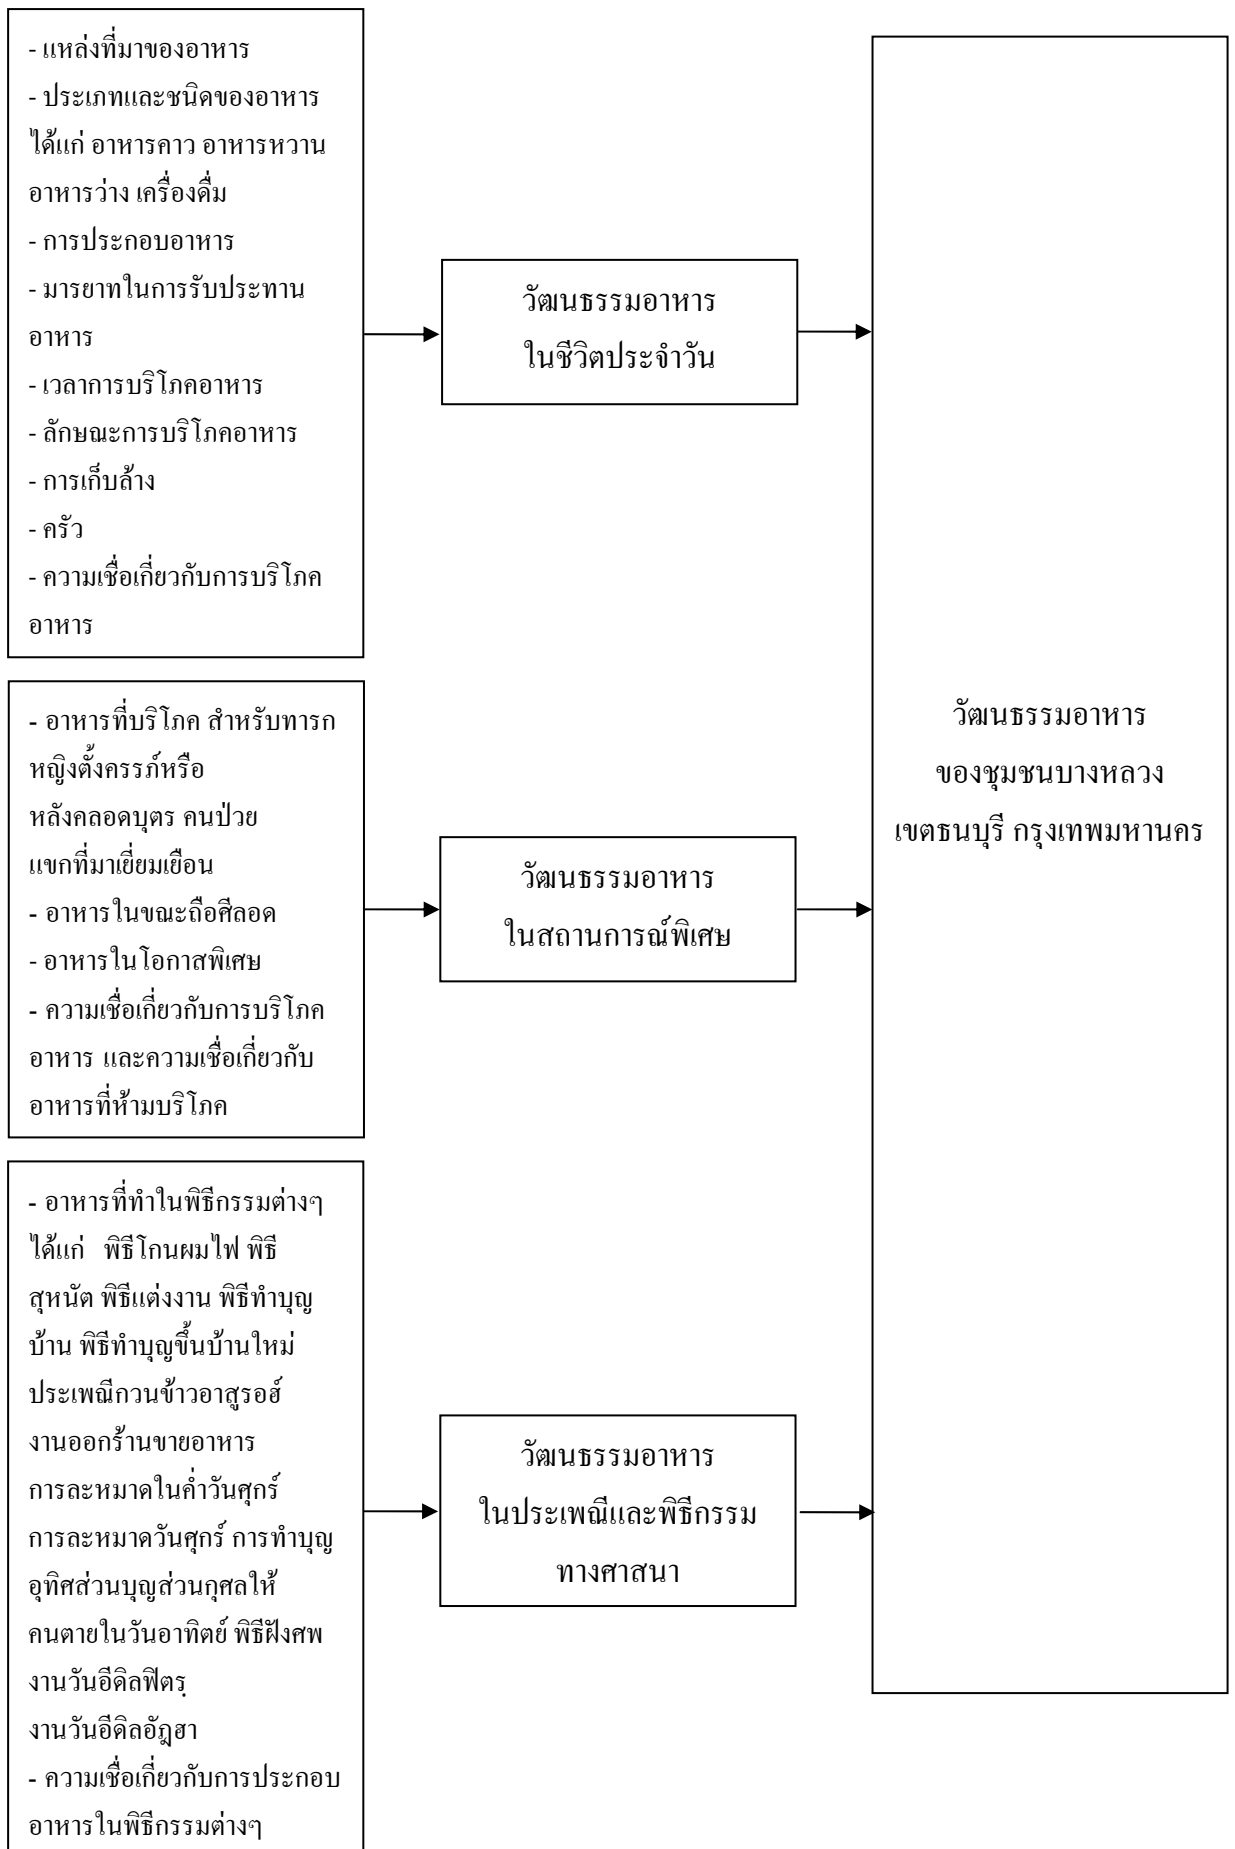 - แหล่งที่มาของอาหาร
- ประเภทและชนิดของอาหาร
ได้แก่ อาหารคาว อาหารหวาน
อาหารว่าง เครื่องดื่ม
- การประกอบอาหาร
- มารยาทในการรับประทาน
อาหาร
- เวลาการบริโภคอาหาร
- ลักษณะการบริโภคอาหาร
- การเก็บล้าง
- ครัว
- ความเชื่อเกี่ยวกับการบริโภค
อาหาร
วัฒนธรรมอาหาร
ในชีวิตประจำวัน
- อาหารที่บริโภค สำหรับทารก
หญิงตั้งครรภ์หรือ
หลังคลอดบุตร คนป่วย
แขกที่มาเยี่ยมเยือน
- อาหารในขณะถือศีลอด
- อาหารในโอกาสพิเศษ
- ความเชื่อเกี่ยวกับการบริโภค
อาหาร และความเชื่อเกี่ยวกับ
อาหารที่ห้ามบริโภค
วัฒนธรรมอาหาร
ในสถานการณ์พิเศษ
- อาหารที่ทำในพิธีกรรมต่างๆ
ได้แก่ พิธีโกนผมไฟ พิธี
สุหนัต พิธีแต่งงาน พิธีทำบุญ
บ้าน พิธีทำบุญขึ้นบ้านใหม่
ประเพณีกวนข้าวอาสูรอฮ์
งานออกร้านขายอาหาร
การละหมาดในค่ำวันศุกร์
การละหมาดวันศุกร์ การทำบุญ
อุทิศส่วนบุญส่วนกุศลให้
คนตายในวันอาทิตย์ พิธีฝังศพ
งานวันอีดิลฟิตรฺ
งานวันอีดิลอัฎฮา
- ความเชื่อเกี่ยวกับการประกอบ
อาหารในพิธีกรรมต่างๆ
วัฒนธรรมอาหาร
ในประเพณีและพิธีกรรม
ทางศาสนา
วัฒนธรรมอาหาร
ของชุมชนบางหลวง
เขตธนบุรี กรุงเทพมหานคร